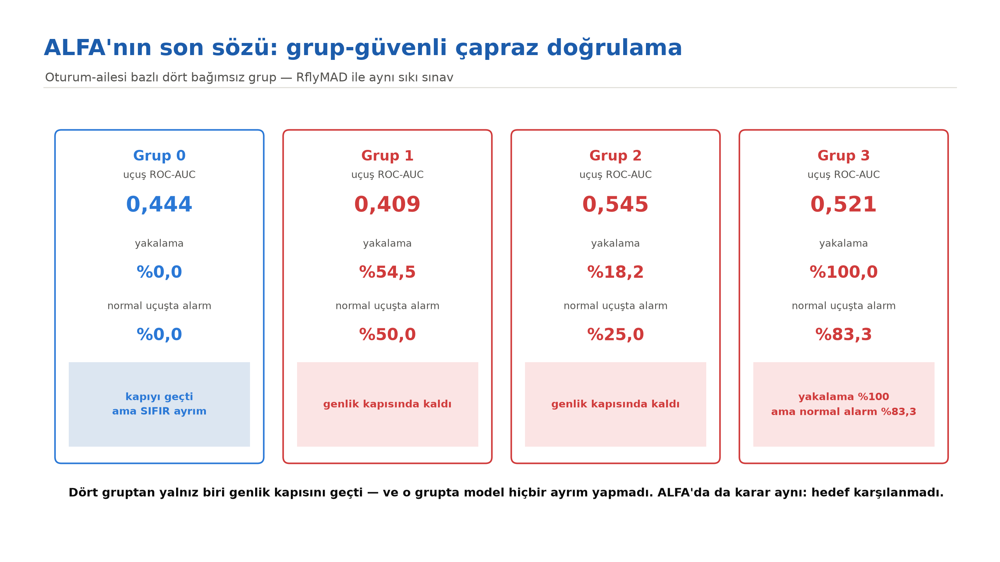 ALFA'nın son sözü: grup-güvenli çapraz doğrulama
Oturum-ailesi bazlı dört bağımsız grup — RflyMAD ile aynı sıkı sınav
Grup 0
uçuş ROC-AUC
0,444
yakalama
%0,0
normal uçuşta alarm
%0,0
kapıyı geçti
ama SIFIR ayrım
Grup 1
uçuş ROC-AUC
0,409
yakalama
%54,5
normal uçuşta alarm
%50,0
genlik kapısında kaldı
Grup 2
uçuş ROC-AUC
0,545
yakalama
%18,2
normal uçuşta alarm
%25,0
genlik kapısında kaldı
Grup 3
uçuş ROC-AUC
0,521
yakalama
%100,0
normal uçuşta alarm
%83,3
yakalama %100
ama normal alarm %83,3
Dört gruptan yalnız biri genlik kapısını geçti — ve o grupta model hiçbir ayrım yapmadı. ALFA'da da karar aynı: hedef karşılanmadı.